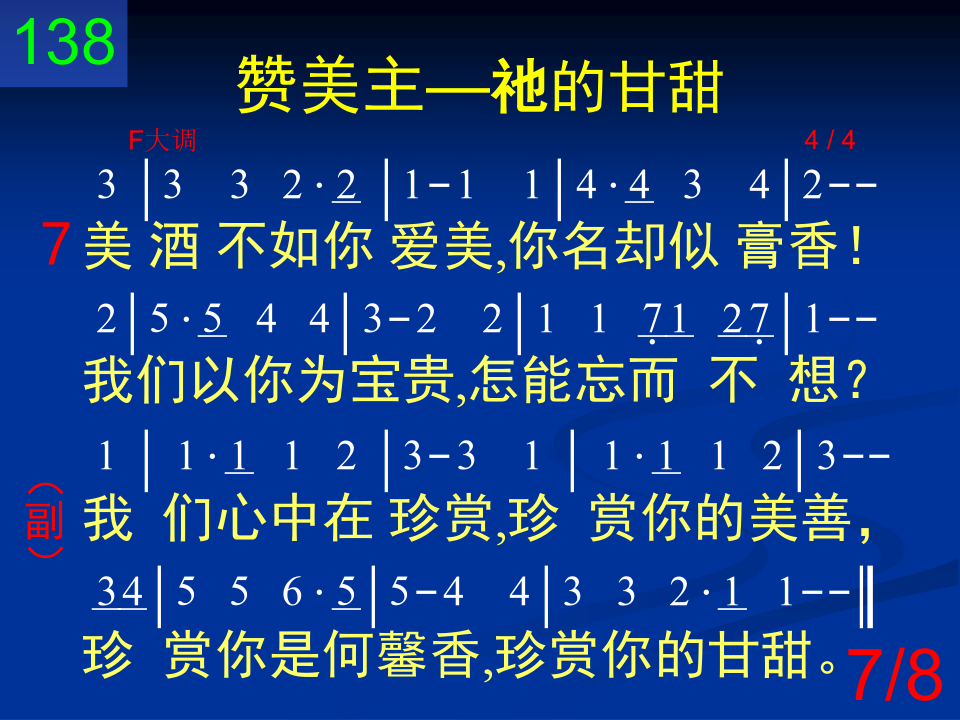 138
赞美主—祂的甘甜
F大调 4 / 4
3 | 3 3 2 · 2 | 1 - 1 1 | 4 · 4 3 4 | 2 - -
7 美 酒 不如你 爱美,你名却似 膏香!
2 | 5 · 5 4 4 | 3 - 2 2 | 1 1 7̣ 1 2 7̣ | 1 - -
我们以你为宝贵,怎能忘而 不 想?
1 | 1 · 1 1 2 | 3 - 3 1 | 1 · 1 1 2 | 3 - -
(副) 我 们心中在 珍赏,珍 赏你的美善,
3 4 | 5 5 6 · 5 | 5 - 4 4 | 3 3 2 · 1 1 - - ‖
珍 赏你是何馨香,珍赏你的甘甜。
7/8